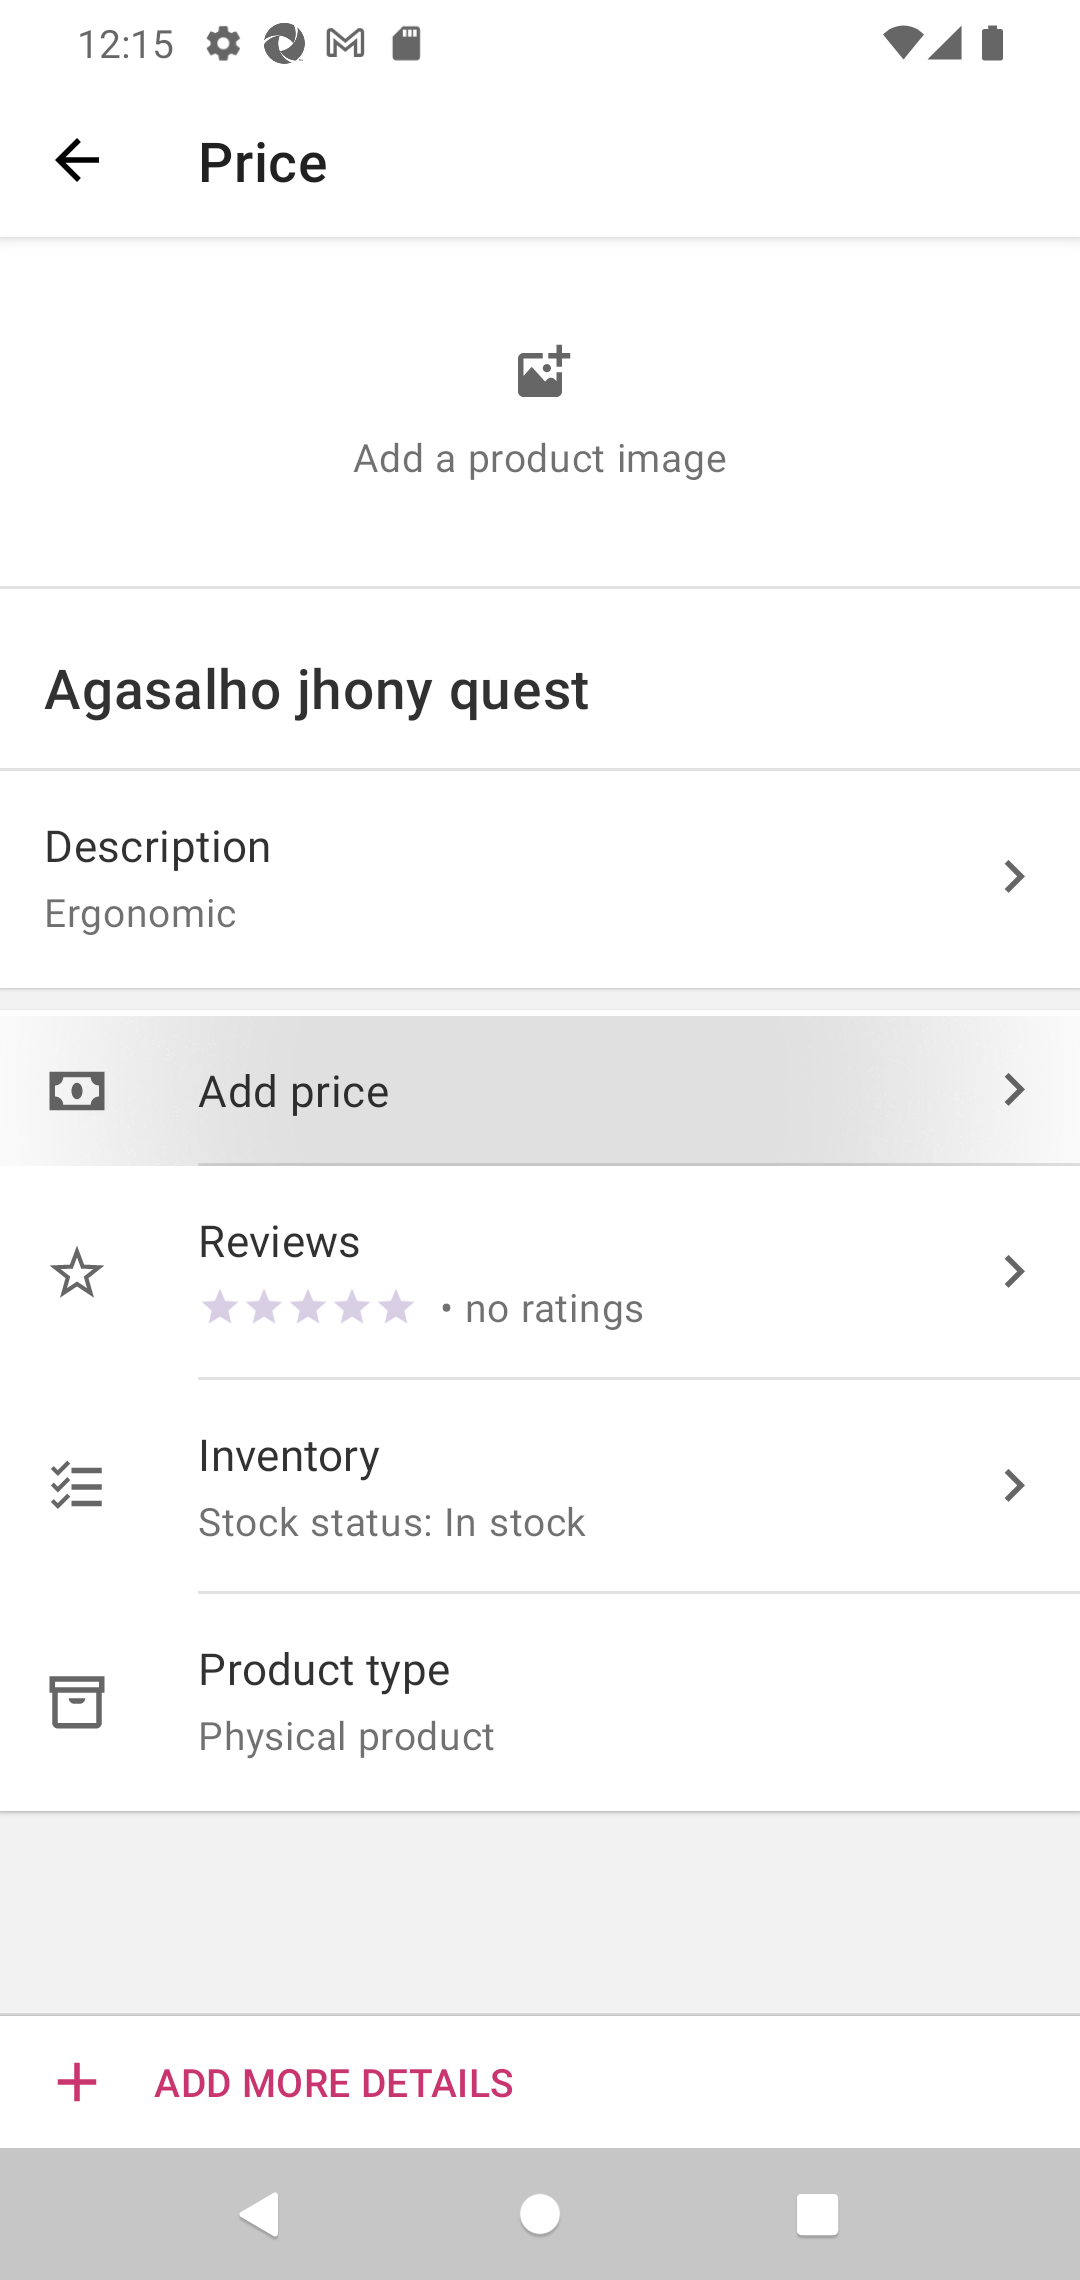 12:15
Price
Add a product image
Agasalho jhony quest
Description
Ergonomic
Add price
Reviews
• no ratings
Inventory
Stock status: In stock
Product type
Physical product
ADD MORE DETAILS